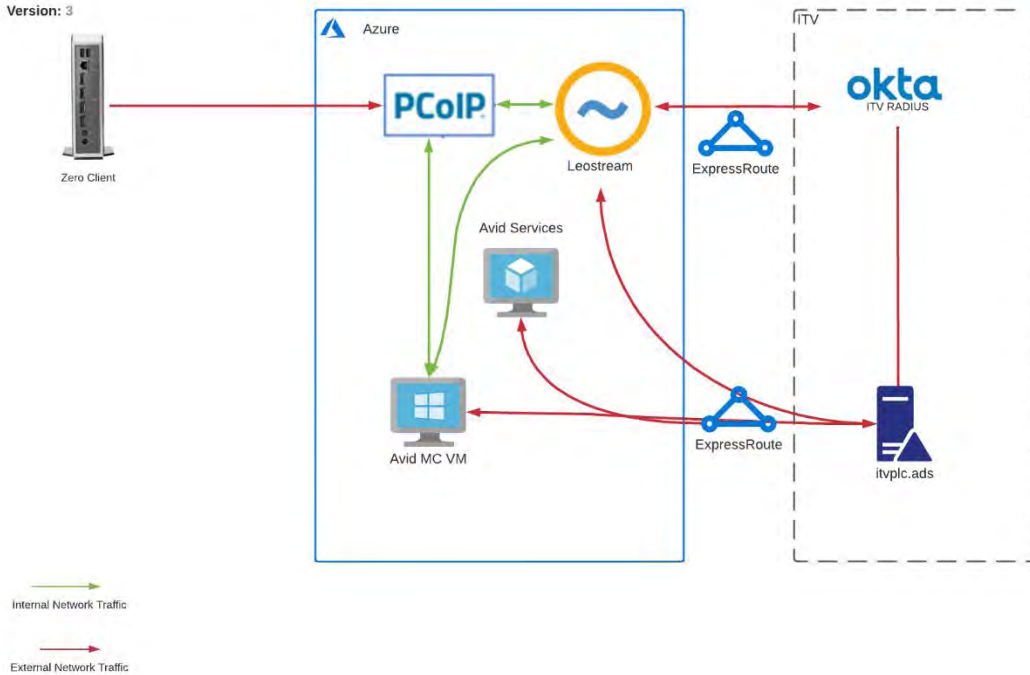 Version: 3
Azure
iTV
PCoIP
okta
ITV RADIUS
Zero Client
Leostream
ExpressRoute
Avid Services
Avid MC VM
ExpressRoute
itvplc.ads
Internal Network Traffic
External Network Traffic